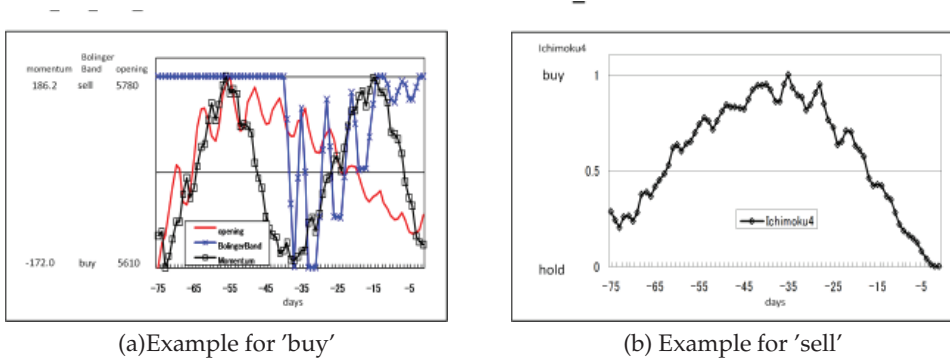 Bolinger
momentum Band opening
186.2 sell 5780
opening
BolingerBand
Momentum
-172.0 buy 5610
-75 -65 -55 -45 -35 -25 -15 -5
days
(a)Example for 'buy'
Ichimoku4
buy 1
0.5
Ichimoku4
hold 0
-75 -65 -55 -45 -35 -25 -15 -5
days
(b) Example for 'sell'